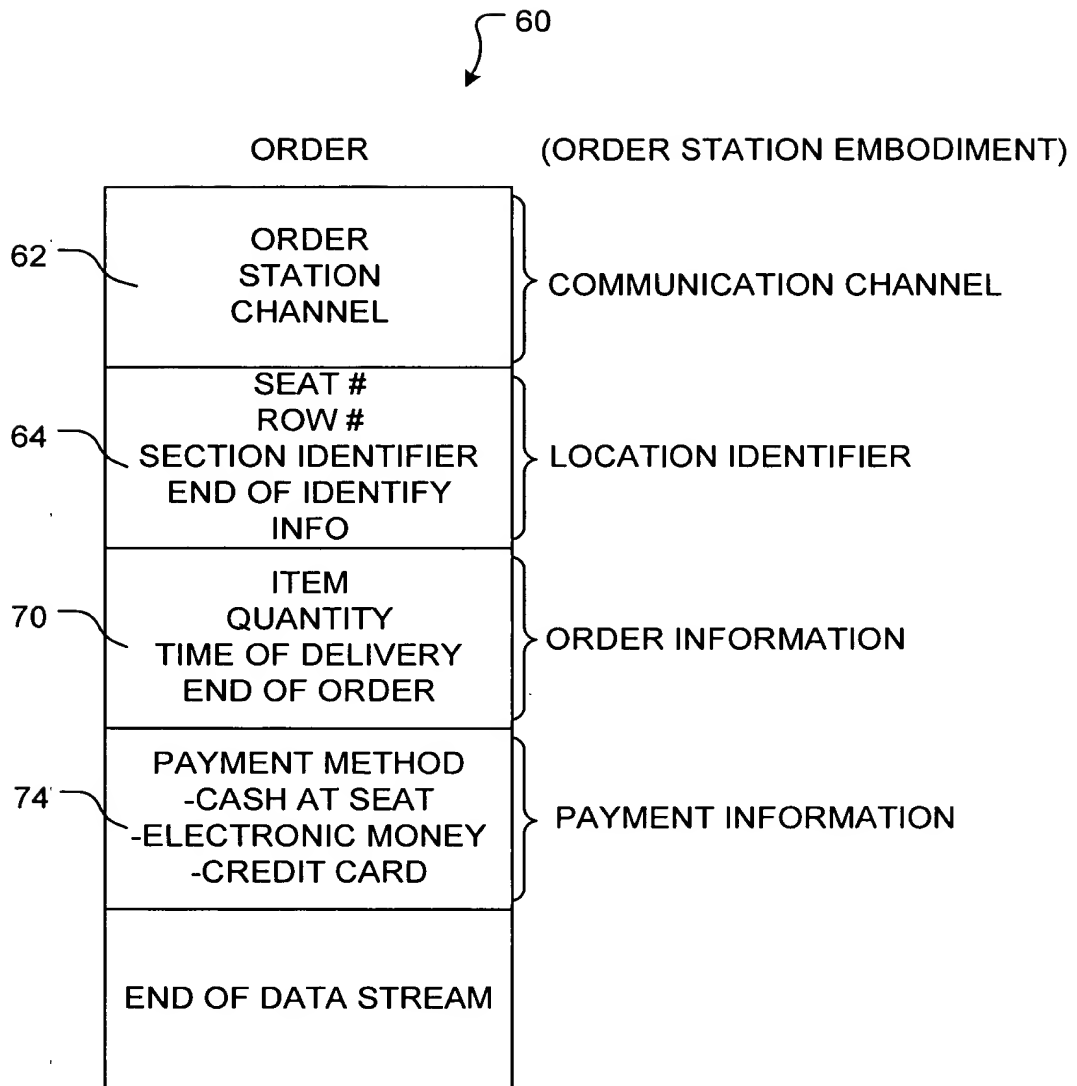 60
ORDER (ORDER STATION EMBODIMENT)
62
ORDER
STATION
CHANNEL
COMMUNICATION CHANNEL
64
SEAT #
ROW #
SECTION IDENTIFIER
END OF IDENTIFY
INFO
LOCATION IDENTIFIER
70
ITEM
QUANTITY
TIME OF DELIVERY
END OF ORDER
ORDER INFORMATION
74
PAYMENT METHOD
-CASH AT SEAT
-ELECTRONIC MONEY
-CREDIT CARD
PAYMENT INFORMATION
END OF DATA STREAM